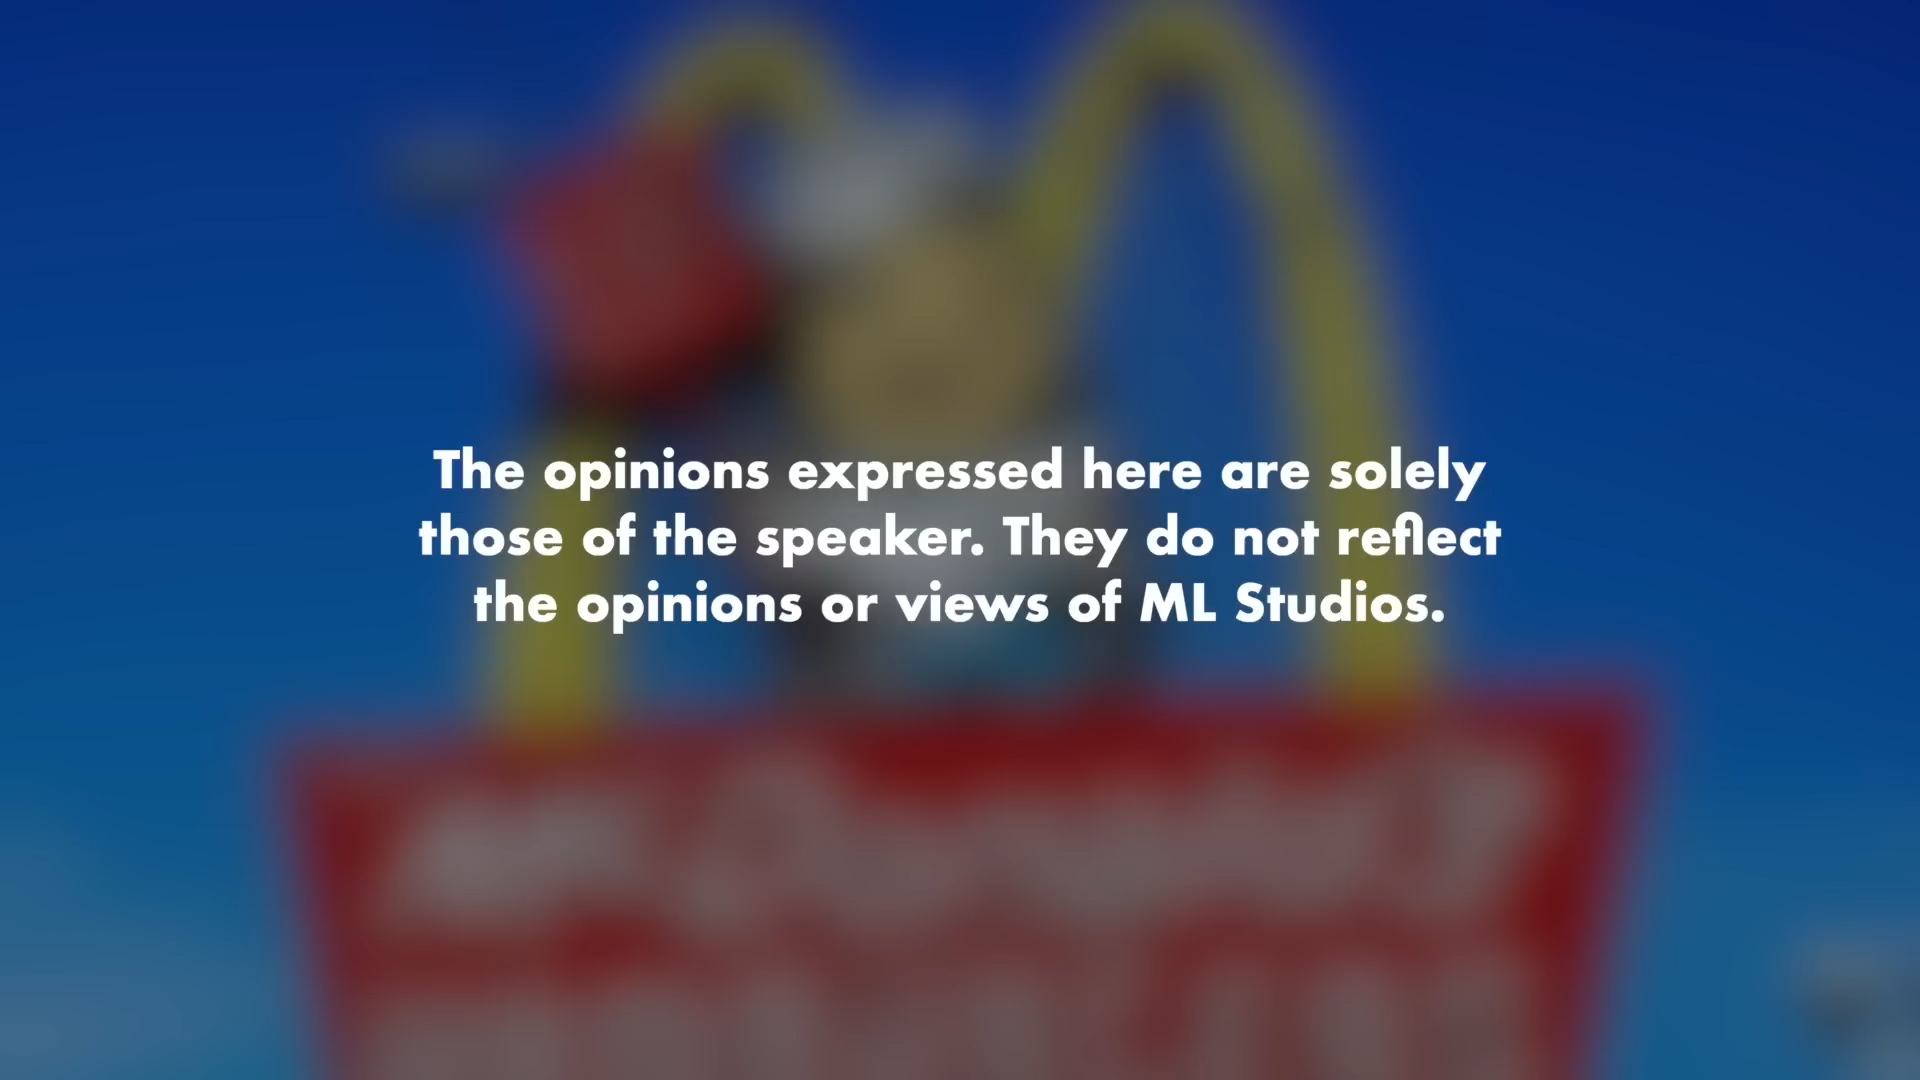 The opinions expressed here are solely
those of the speaker. They do not reflect
the opinions or views of ML Studios.